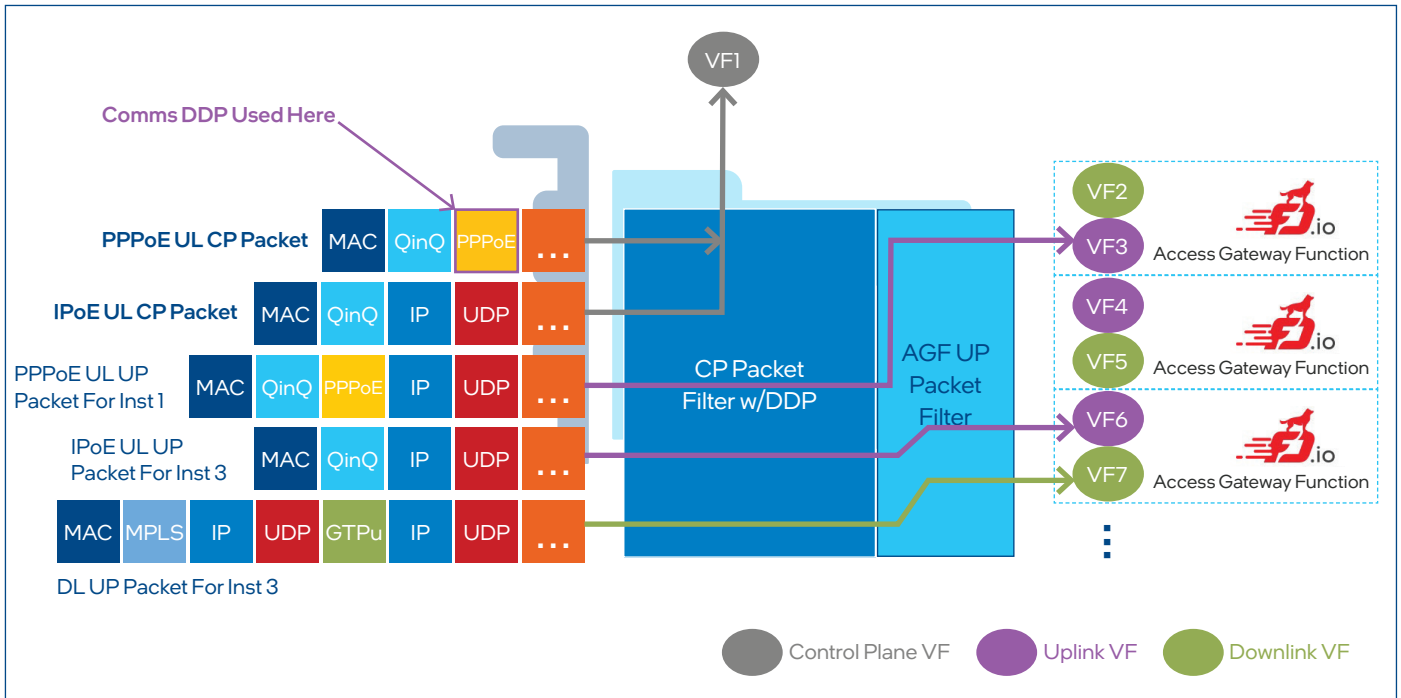 VF1
Comms DDP Used Here
PPPoE UL CP Packet
MAC QinQ PPPoE ...
IPoE UL CP Packet
MAC QinQ IP UDP ...
PPPoE UL UP
Packet For Inst 1
MAC QinQ PPPoE IP UDP ...
IPoE UL UP
Packet For Inst 3
MAC QinQ IP UDP ...
MAC MPLS IP UDP GTPu IP UDP ...
DL UP Packet For Inst 3
CP Packet
Filter w/DDP
AGF UP
Packet
Filter
VF2
VF3
.io
Access Gateway Function
VF4
VF5
.io
Access Gateway Function
VF6
VF7
.io
Access Gateway Function
Control Plane VF
Uplink VF
Downlink VF